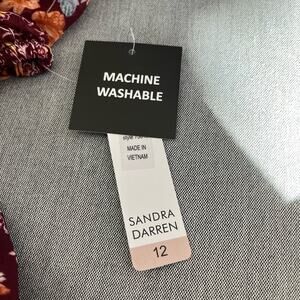 MACHINE
WASHABLE
MADE IN
VIETNAM
SANDRA
DARREN
12